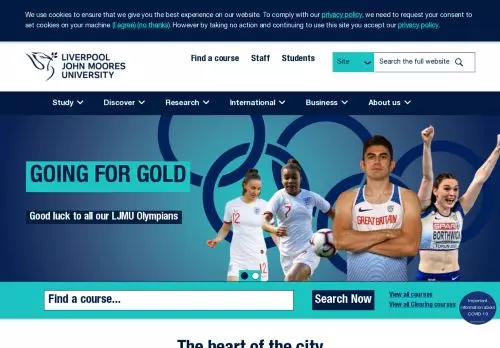 We use cookies to ensure that we give you the best experience on our website. To comply with our privacy policy, we need to request your consent to
set cookies on your machine (I agree) (no thanks). However by taking no action and continuing to use this site you accept our privacy policy.
LIVERPOOL
JOHN MOORES
UNIVERSITY
Find a course Staff Students
Site Search the full website
Study Discover Research International Business About us
GOING FOR GOLD
Good luck to all our LJMU Olympians
12
7
12
GREAT BRITAIN
SPAR
BORTHWICK
TORUN 2021
Find a course...
Search Now
View all courses
View all Clearing courses
Important
information about
COVID-19
The heart of the city